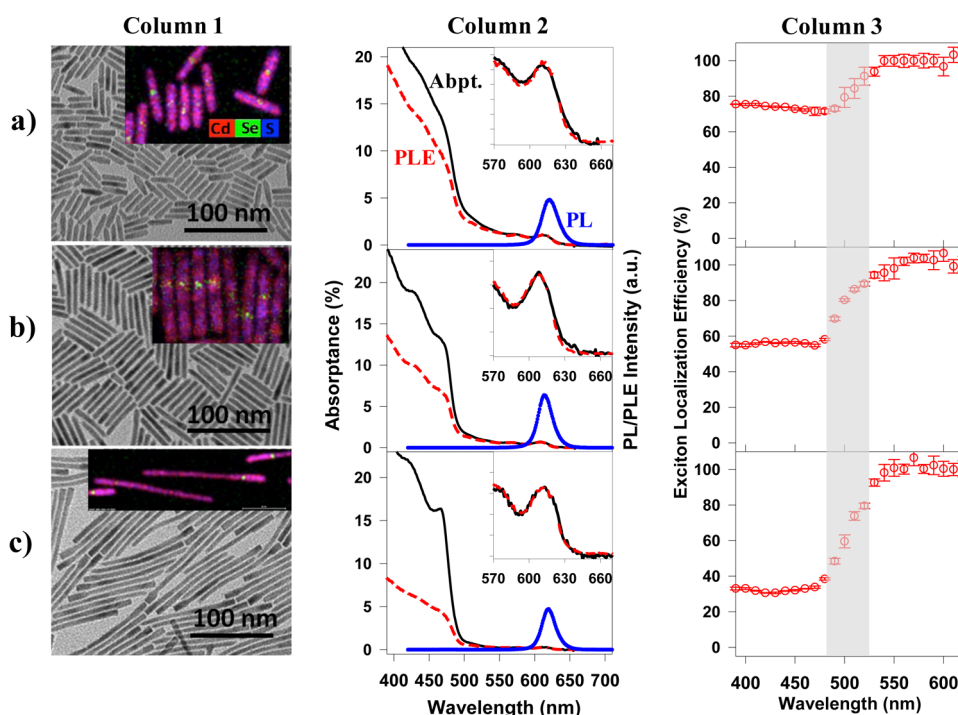 Column 1
Column 2
Column 3
a)
Cd Se S
100 nm
b)
100 nm
c)
100 nm
Absorptance (%)
20
15
10
5
0
Abpt.
PLE
PL
570 600 630 660
20
15
10
5
0
570 600 630 660
20
15
10
5
0
570 600 630 660
400 450 500 550 600 650 700
Wavelength (nm)
PL/PLE Intensity (a.u.)
Exciton Localization Efficiency (%)
100
80
60
40
20
0
100
80
60
40
20
0
100
80
60
40
20
0
400 450 500 550 600
Wavelength (nm)